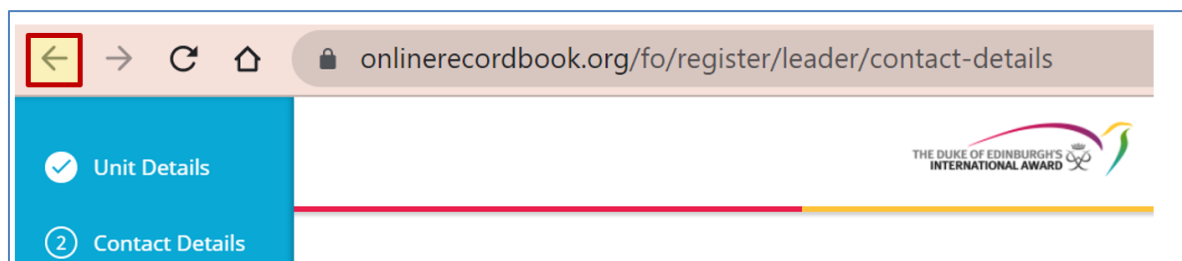 onlinerecordbook.org/fo/register/leader/contact-details
Unit Details
THE DUKE OF EDINBURGH'S
INTERNATIONAL AWARD
2 Contact Details